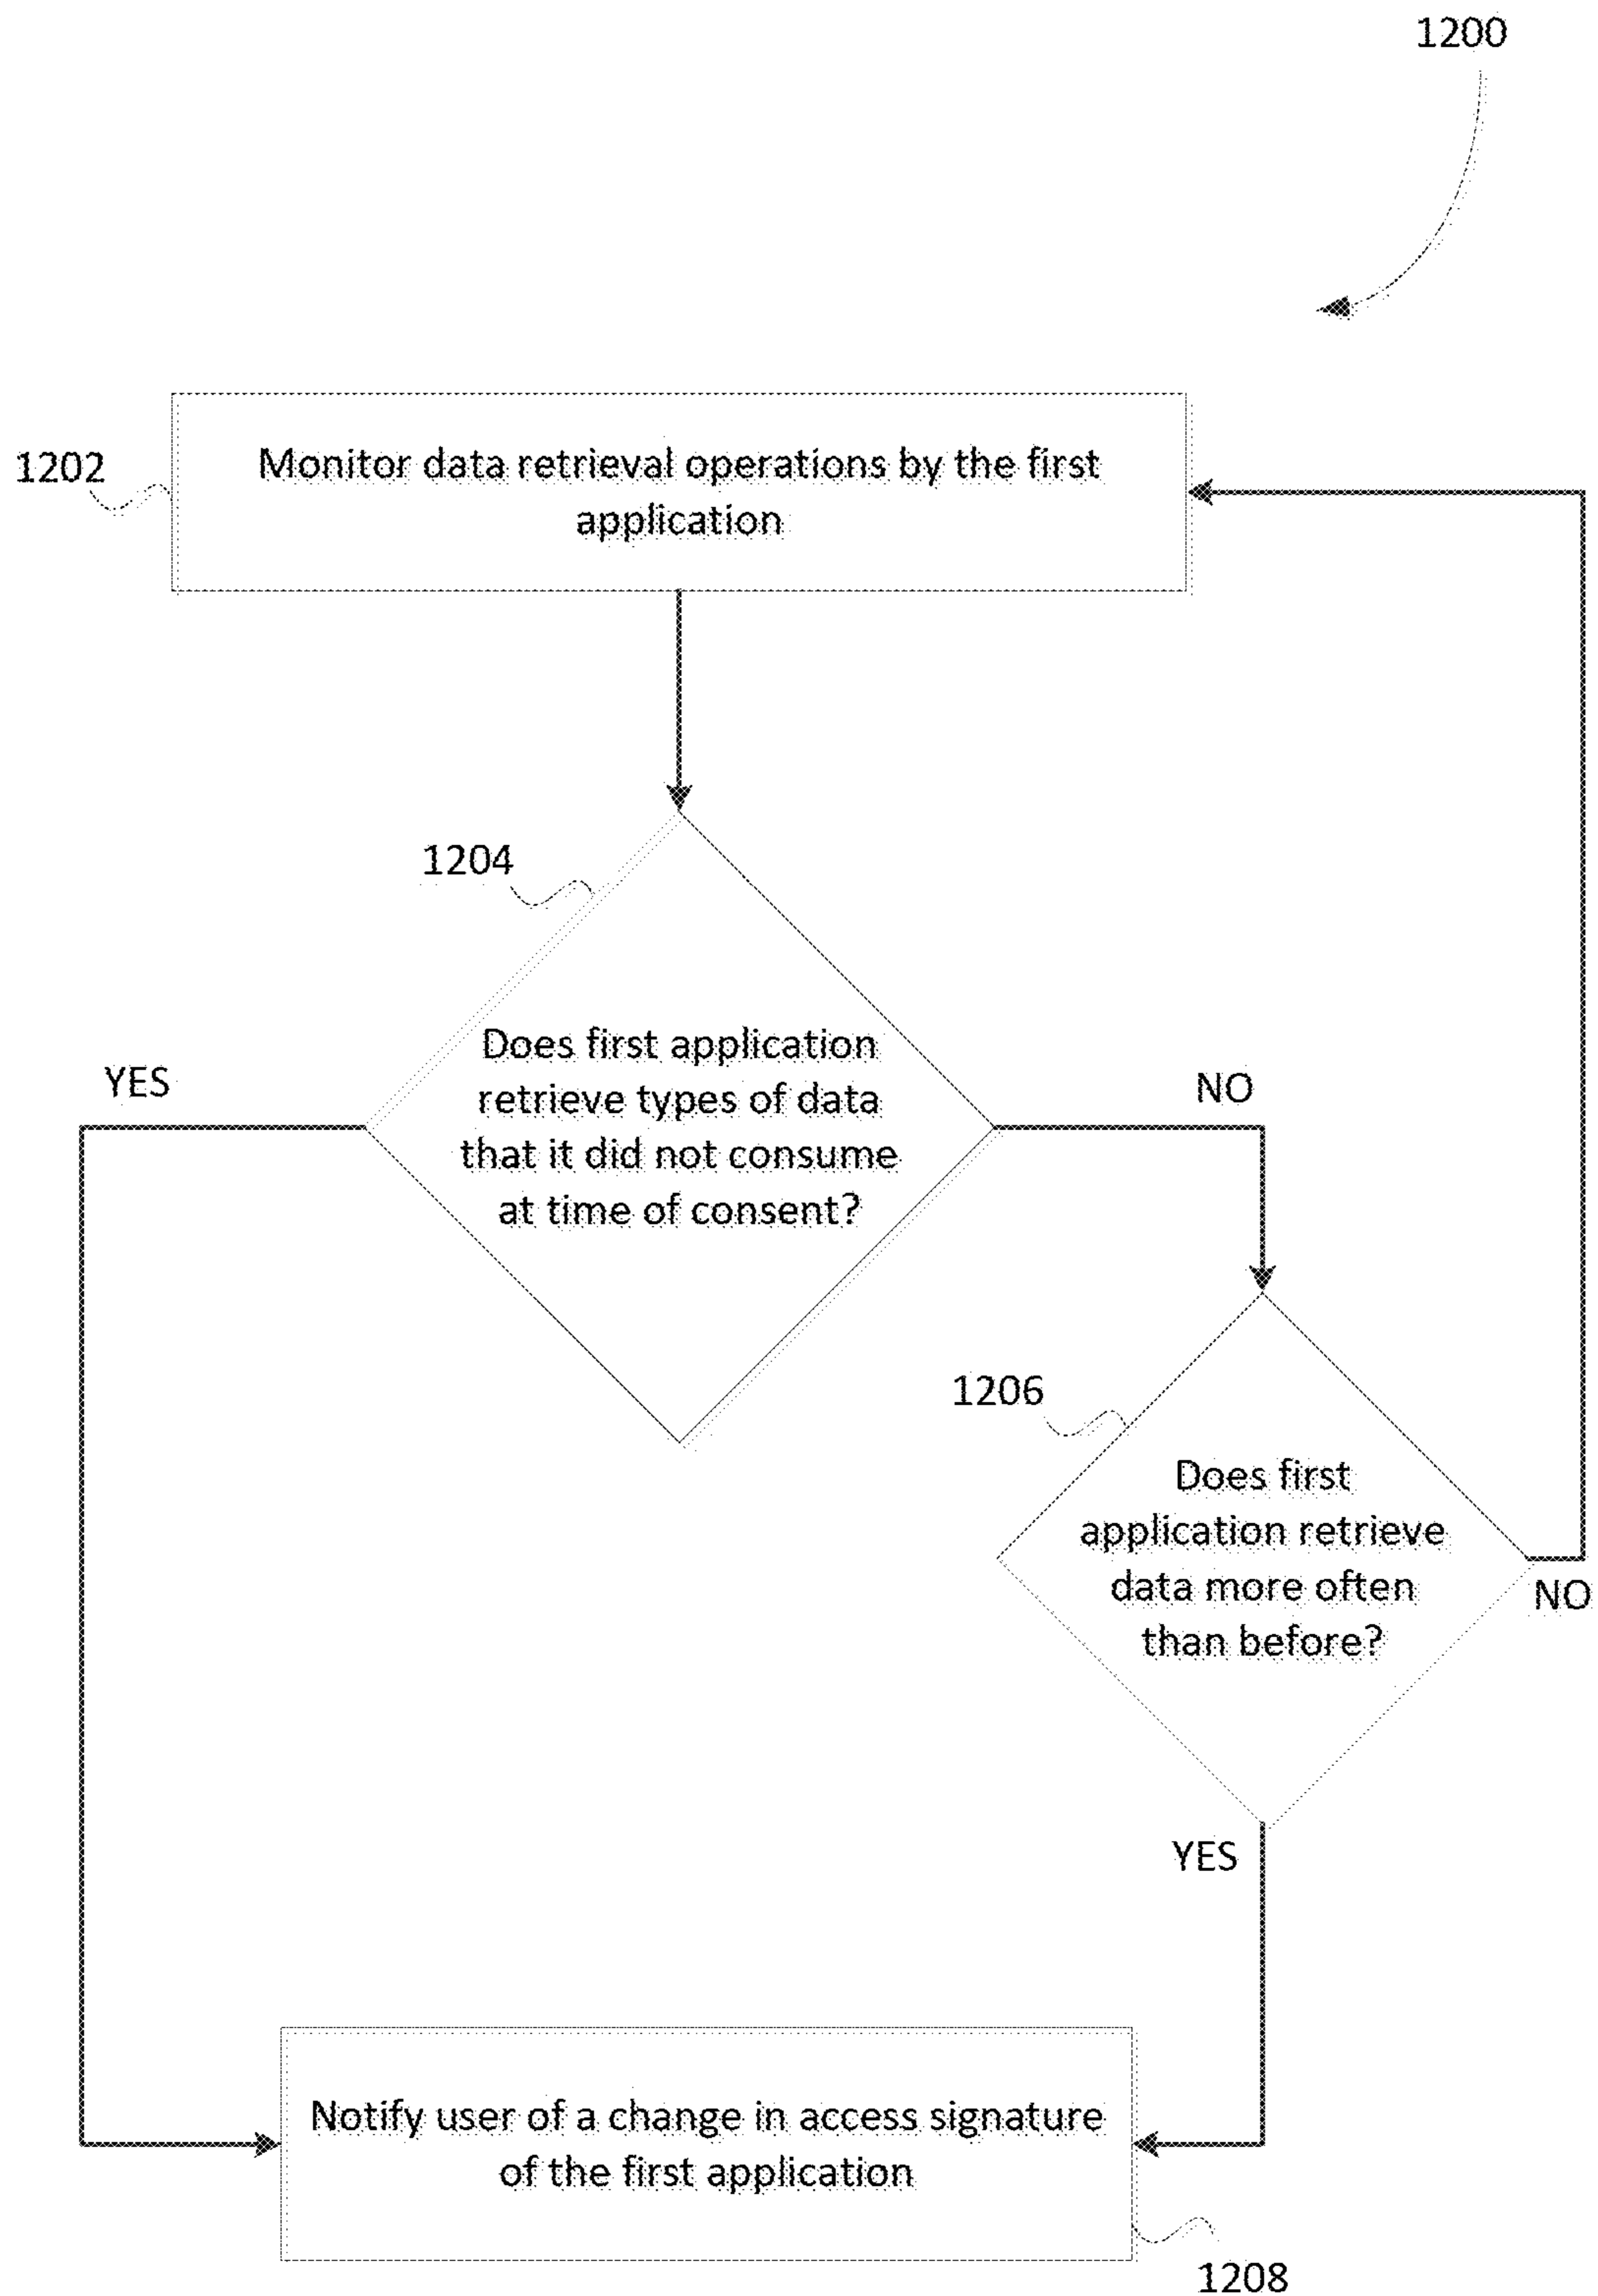 1200
1202
Monitor data retrieval operations by the first
application
1204
Does first application
retrieve types of data
that it did not consume
at time of consent?
YES
NO
1206
Does first
application retrieve
data more often
than before?
NO
YES
Notify user of a change in access signature
of the first application
1208